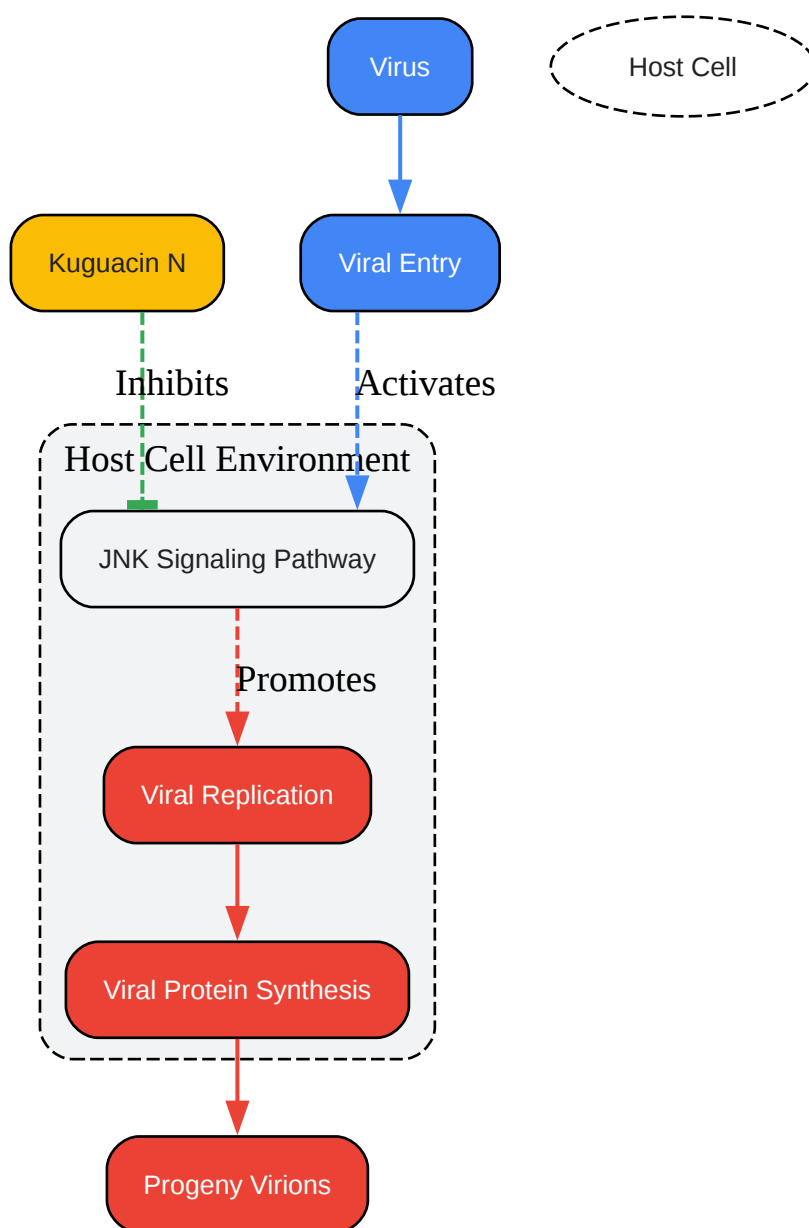 Virus
Host Cell
Kuguacin N
Viral Entry
Inhibits
Activates
Host Cell Environment
JNK Signaling Pathway
Promotes
Viral Replication
Viral Protein Synthesis
Progeny Virions